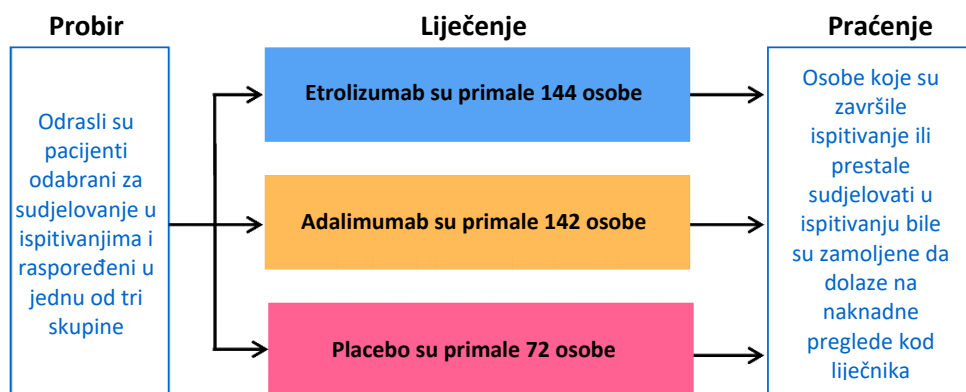 Probir
Liječenje
Praćenje
Odrasli su
pacijenti
odabrani za
sudjelovanje u
ispitivanjima i
raspoređeni u
jednu od tri
skupine
Etrolizumab su primale 144 osobe
Adalimumab su primale 142 osobe
Placebo su primale 72 osobe
Osobe koje su
završile
ispitivanje ili
prestale
sudjelovati u
ispitivanju bile
su zamoljene da
dolaze na
naknadne
preglede kod
liječnika